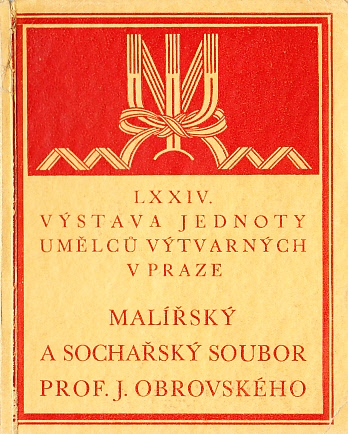 LXXIV.
VÝSTAVA JEDNOTY
UMĚLCŮ VÝTVARNÝCH
V PRAZE
MALÍŘSKÝ
A SOCHAŘSKÝ SOUBOR
PROF. J. OBROVSKÉHO